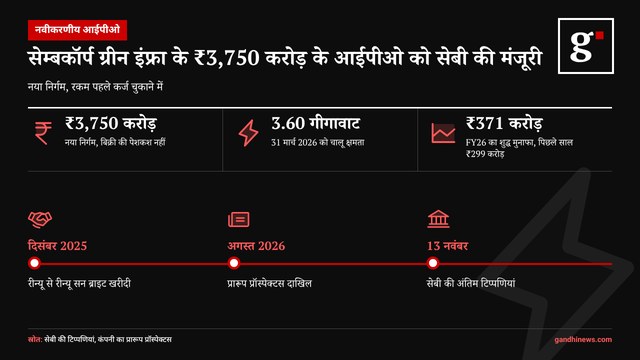 नवीकरणीय आईपीओ
सेम्बकॉर्प ग्रीन इंफ्रा के ₹3,750 करोड़ के आईपीओ को सेबी की मंजूरी
g
नया निर्गम, रकम पहले कर्ज चुकाने में
₹3,750 करोड़
नया निर्गम, बिक्री की पेशकश नहीं
3.60 गीगावाट
31 मार्च 2026 को चालू क्षमता
₹371 करोड़
FY26 का शुद्ध मुनाफा, पिछले साल
₹299 करोड़
दिसंबर 2025
रीन्यू से रीन्यू सन ब्राइट खरीदी
अगस्त 2026
प्रारूप प्रॉस्पेक्टस दाखिल
13 नवंबर
सेबी की अंतिम टिप्पणियां
स्रोत: सेबी की टिप्पणियां, कंपनी का प्रारूप प्रॉस्पेक्टस
gandhinews.com